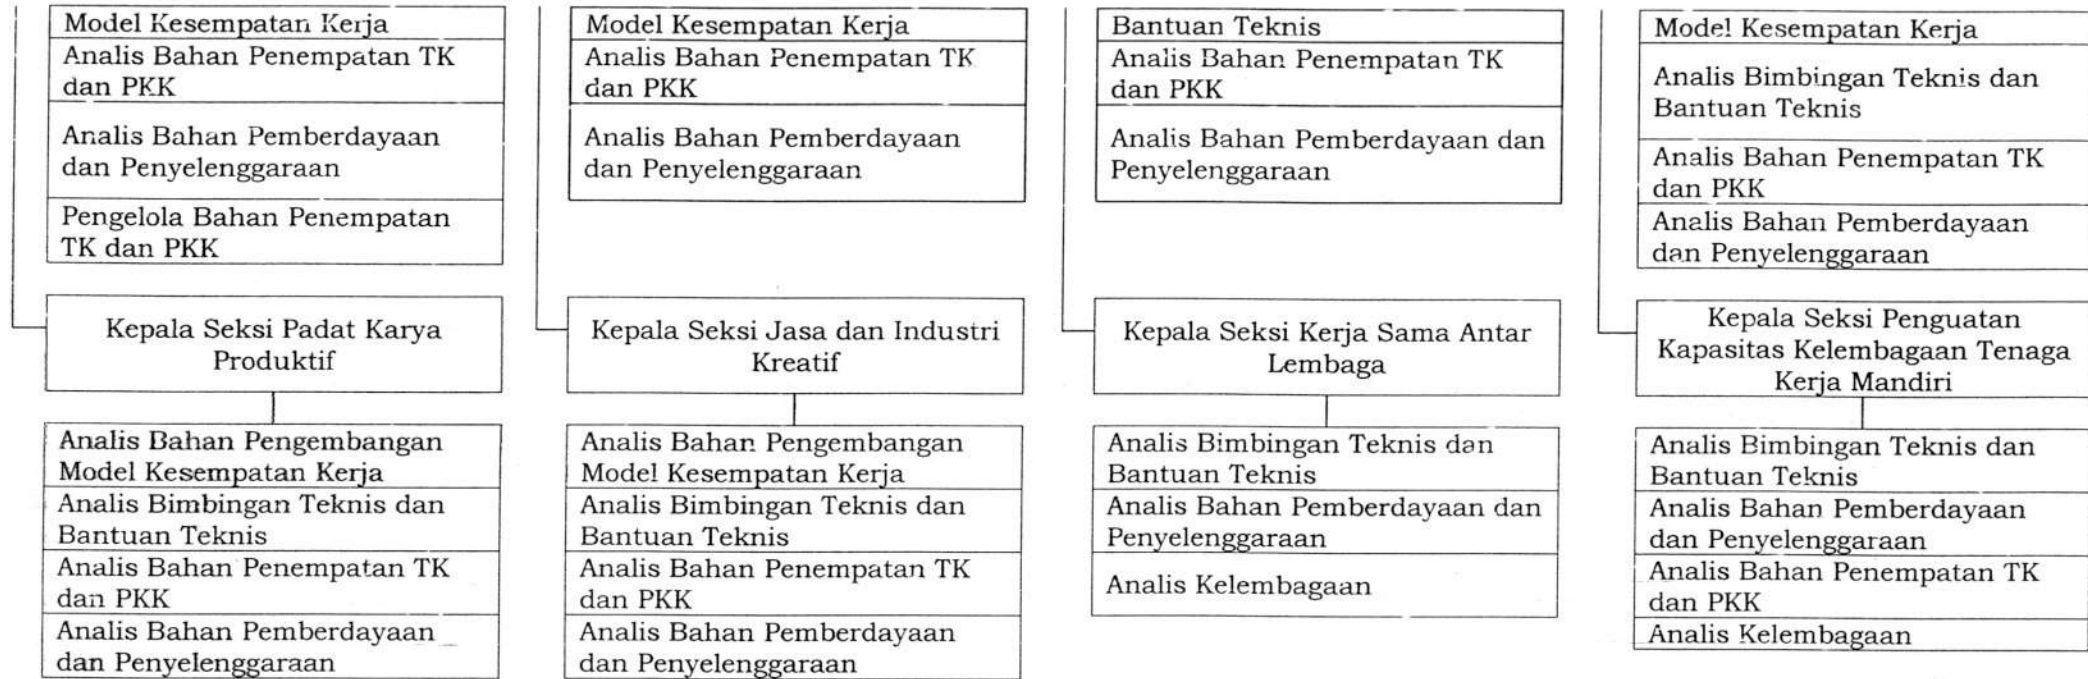 Model Kesempatan Kerja
Analis Bahan Penempatan TK
dan PKK
Analis Bahan Pemberdayaan
dan Penyelenggaraan
Pengelola Bahan Penempatan
TK dan PKK
Kepala Seksi Padat Karya
Produktif
Analis Bahan Pengembangan
Model Kesempatan Kerja
Analis Bimbingan Teknis dan
Bantuan Teknis
Analis Bahan Penempatan TK
dan PKK
Analis Bahan Pemberdayaan
dan Penyelenggaraan
Model Kesempatan Kerja
Analis Bahan Penempatan TK
dan PKK
Analis Bahan Pemberdayaan
dan Penyelenggaraan
Kepala Seksi Jasa dan Industri
Kreatif
Analis Bahan Pengembangan
Model Kesempatan Kerja
Analis Bimbingan Teknis dan
Bantuan Teknis
Analis Bahan Penempatan TK
dan PKK
Analis Bahan Pemberdayaan
dan Penyelenggaraan
Bantuan Teknis
Analis Bahan Penempatan TK
dan PKK
Analis Bahan Pemberdayaan dan
Penyelenggaraan
Kepala Seksi Kerja Sama Antar
Lembaga
Analis Bimbingan Teknis dan
Bantuan Teknis
Analis Bahan Pemberdayaan dan
Penyelenggaraan
Analis Kelembagaan
Model Kesempatan Kerja
Analis Bimbingan Teknis dan
Bantuan Teknis
Analis Bahan Penempatan TK
dan PKK
Analis Bahan Pemberdayaan
dan Penyelenggaraan
Kepala Seksi Penguatan
Kapasitas Kelembagaan Tenaga
Kerja Mandiri
Analis Bimbingan Teknis dan
Bantuan Teknis
Analis Bahan Pemberdayaan
dan Penyelenggaraan
Analis Bahan Penempatan TK
dan PKK
Analis Kelembagaan